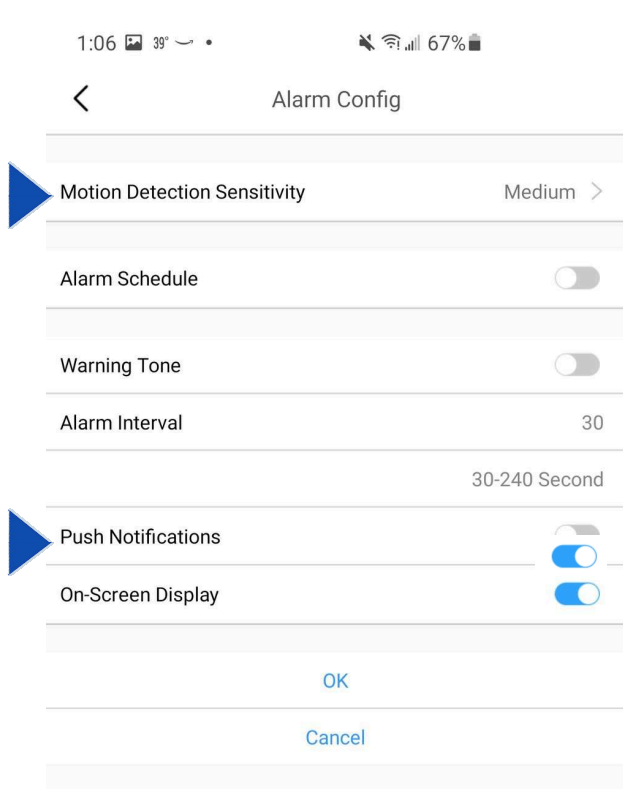 1:06 39° 67%
Alarm Config
Motion Detection Sensitivity Medium
Alarm Schedule
Warning Tone
Alarm Interval 30
30-240 Second
Push Notifications
On-Screen Display
OK
Cancel